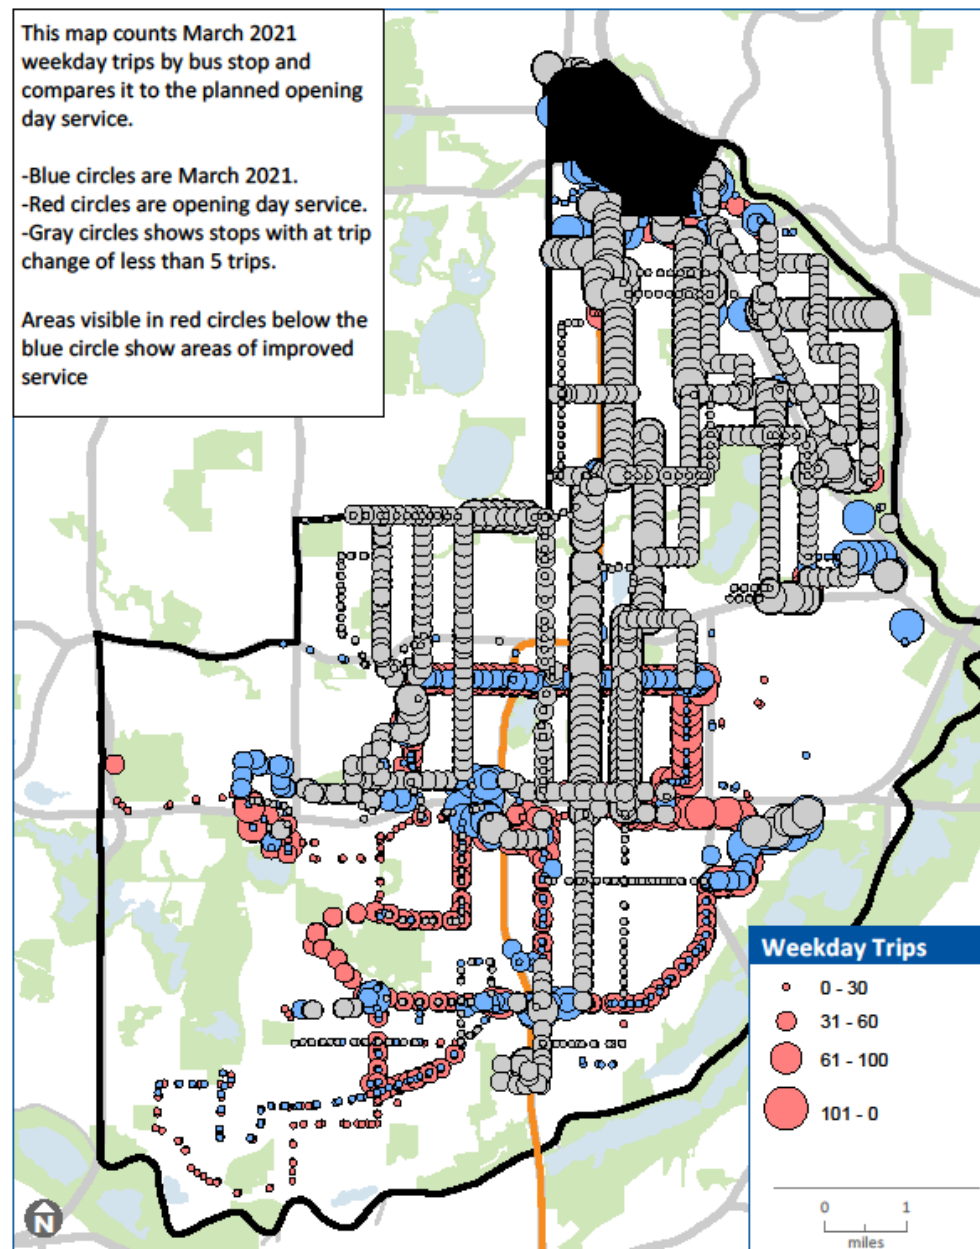 This map counts March 2021
weekday trips by bus stop and
compares it to the planned opening
day service.
-Blue circles are March 2021.
-Red circles are opening day service.
-Gray circles shows stops with at trip
change of less than 5 trips.
Areas visible in red circles below the
blue circle show areas of improved
service
Weekday Trips
0 - 30
31 - 60
61 - 100
101 - 0
0 1
miles
N